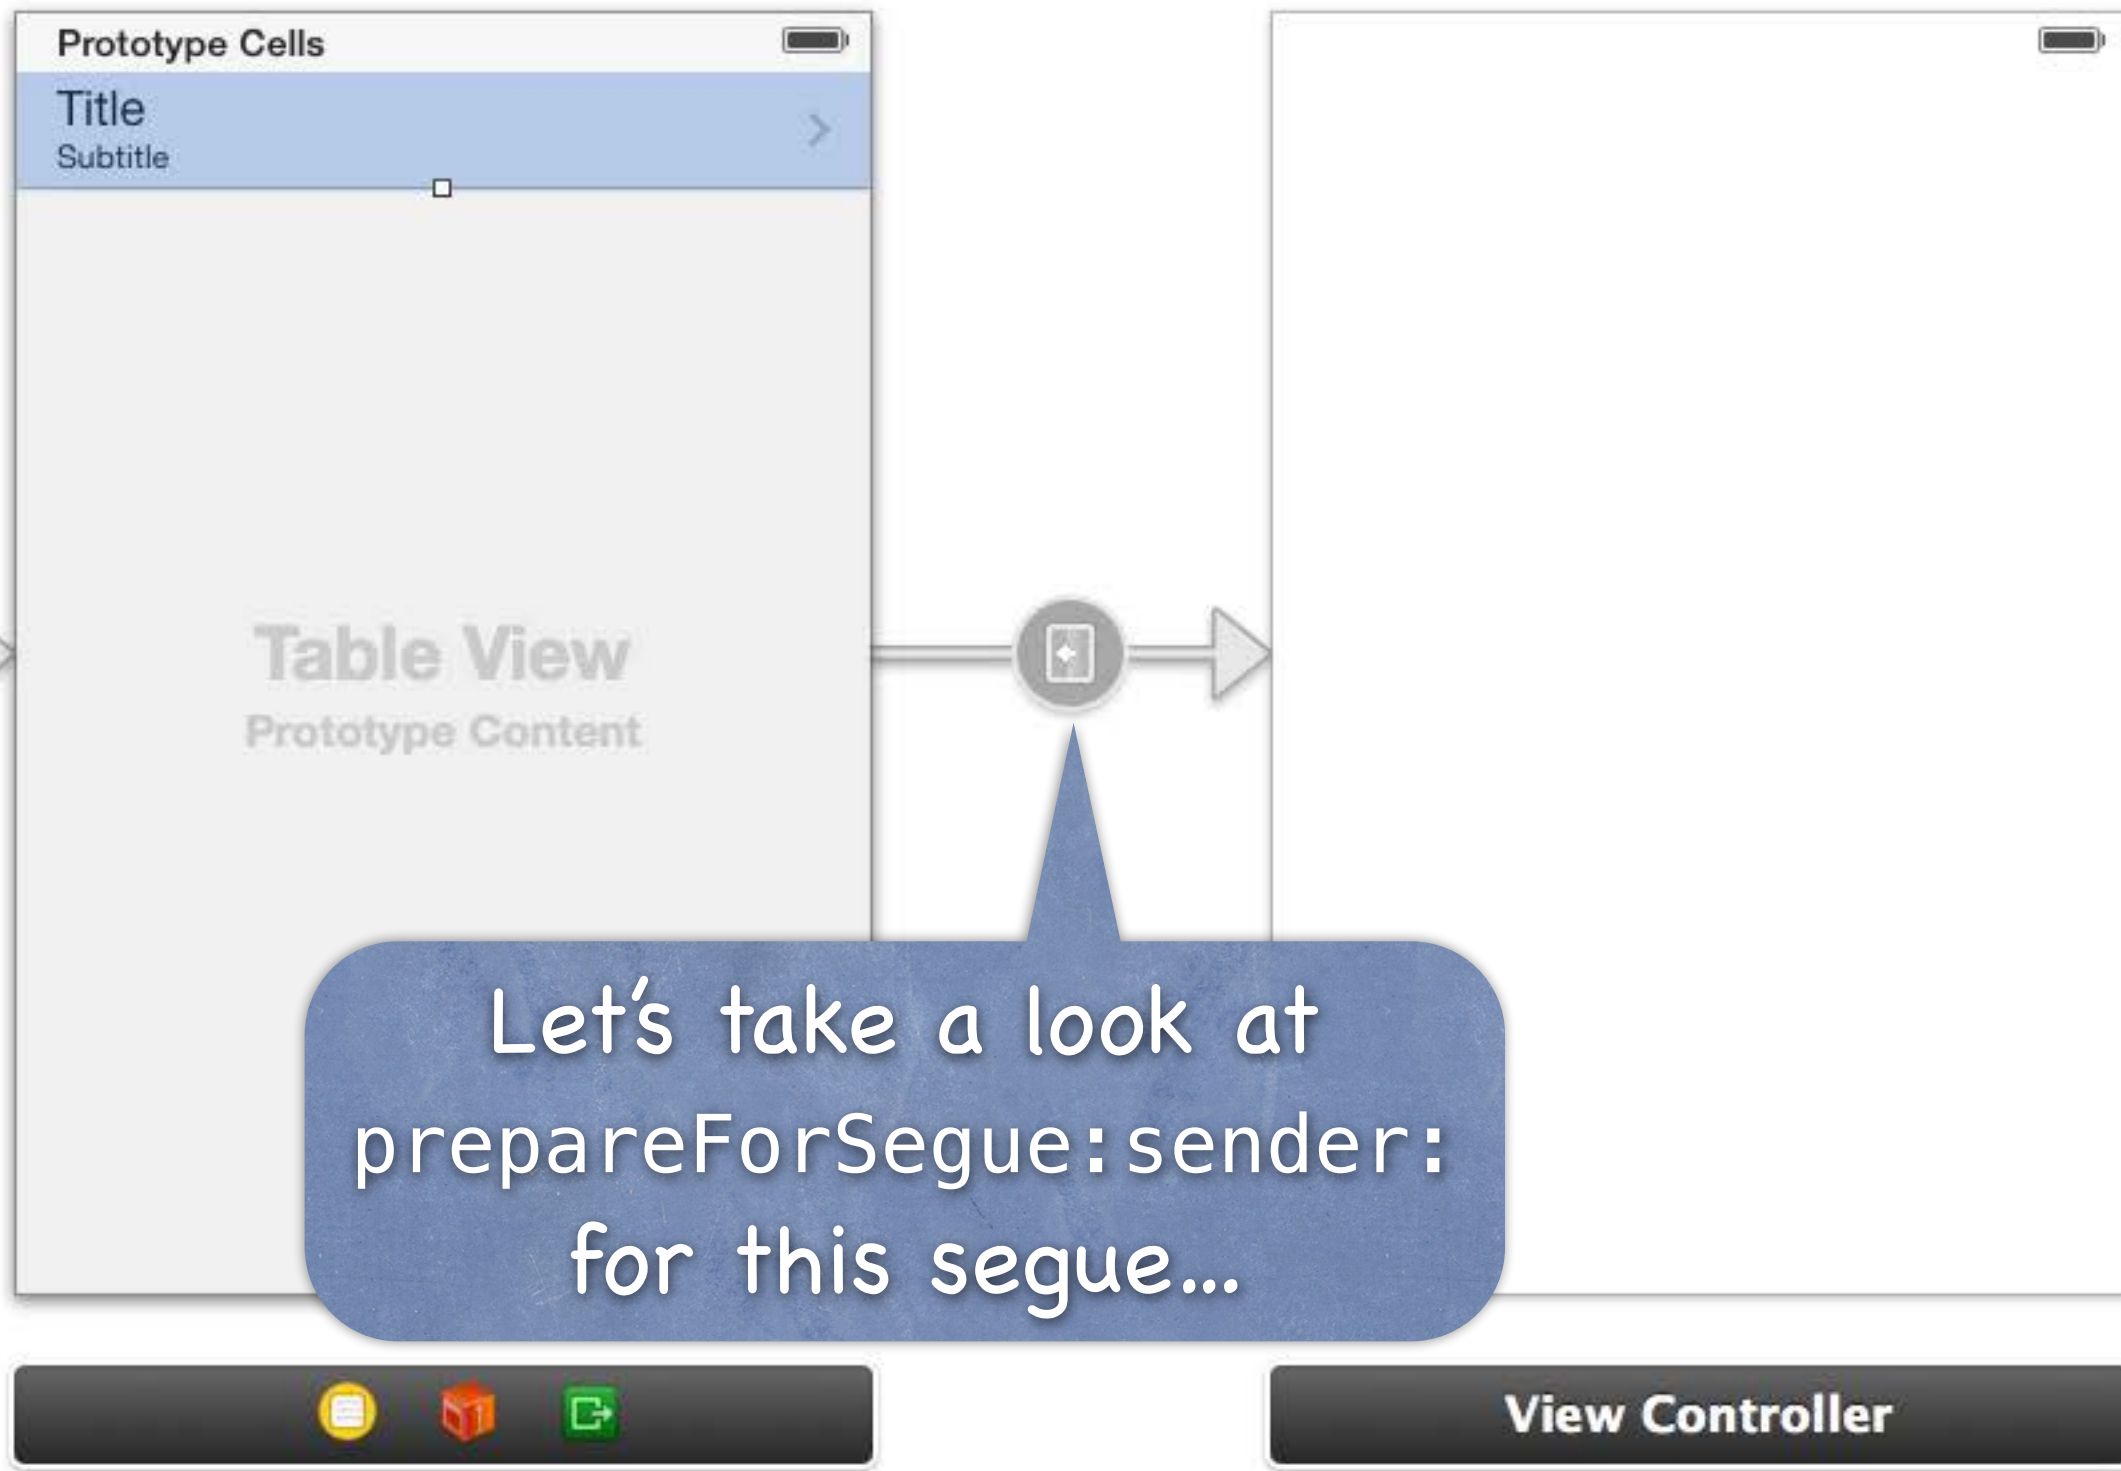 Prototype Cells
Title
Subtitle
Table View
Prototype Content
Let's take a look at
prepareForSegue:sender:
for this segue...
View Controller